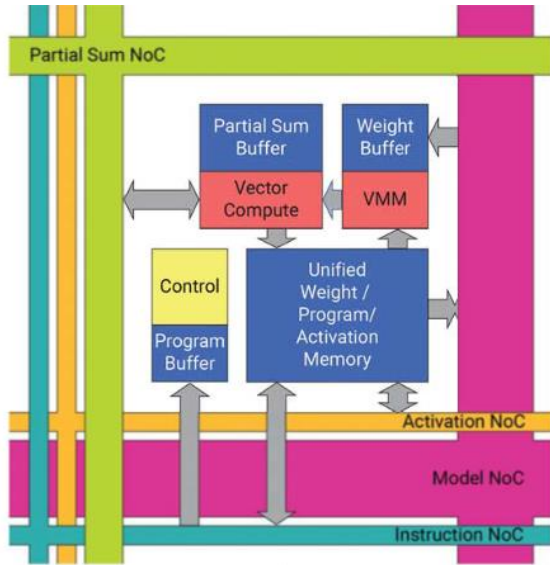 Partial Sum NoC
Partial Sum
Buffer
Weight
Buffer
Vector
Compute
VMM
Control
Program
Buffer
Unified
Weight /
Program/
Activation
Memory
Activation NoC
Model NoC
Instruction NoC